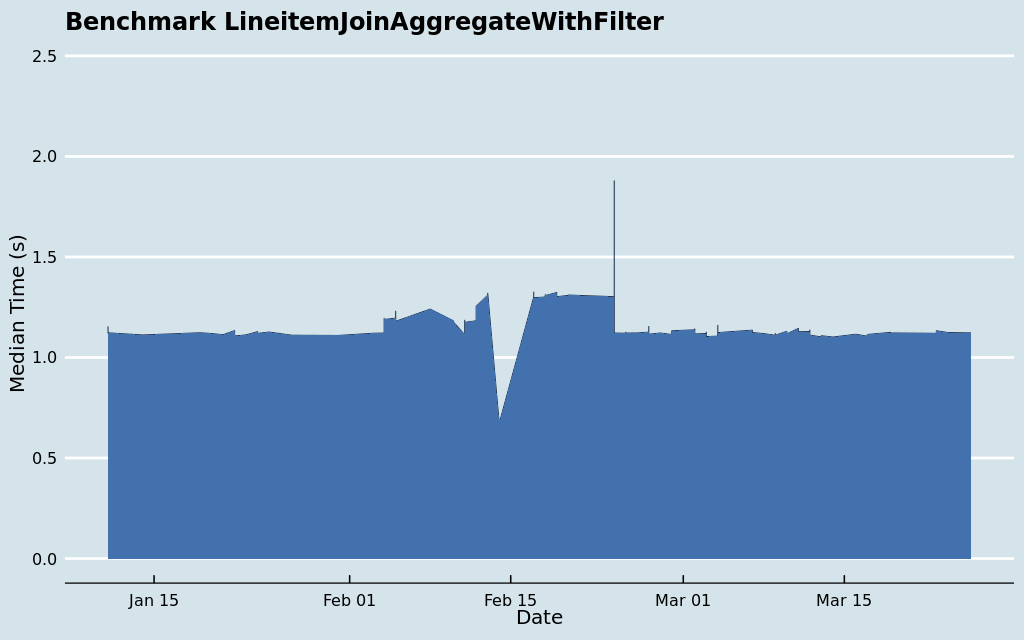 Benchmark LineitemJoinAggregateWithFilter
Median Time (s)
2.5
2.0
1.5
1.0
0.5
0.0
Jan 15 Feb 01 Feb 15 Mar 01 Mar 15
Date